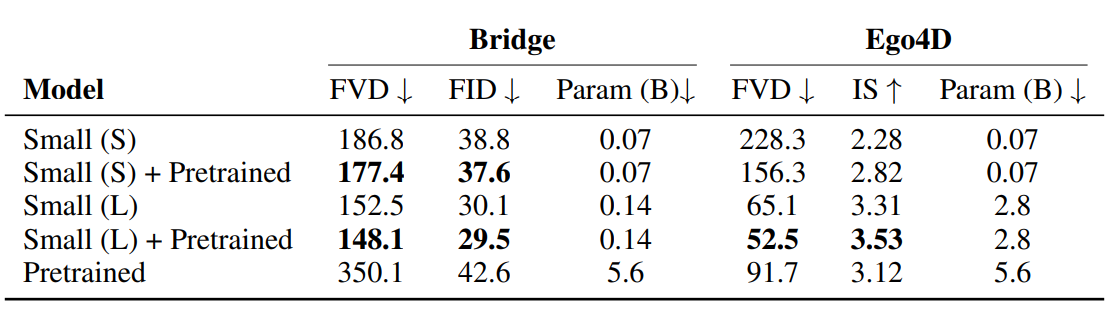 Bridge Ego4D
Model FVD ↓ FID ↓ Param (B)↓ FVD ↓ IS ↑ Param (B) ↓
Small (S) 186.8 38.8 0.07 228.3 2.28 0.07
Small (S) + Pretrained 177.4 37.6 0.07 156.3 2.82 0.07
Small (L) 152.5 30.1 0.14 65.1 3.31 2.8
Small (L) + Pretrained 148.1 29.5 0.14 52.5 3.53 2.8
Pretrained 350.1 42.6 5.6 91.7 3.12 5.6